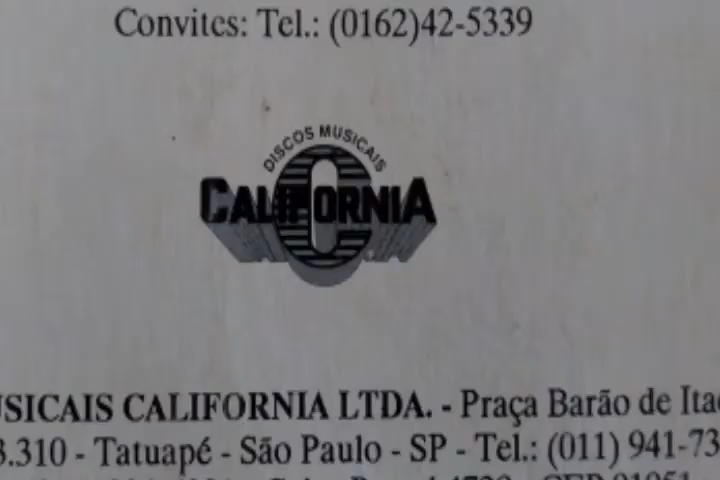 Convites: Tel.: (0162)42-5339
DISCOS MUSICAIS
CALIFORNIA
USICAIS CALIFORNIA LTDA. - Praça Barão de Ita
3.310 - Tatuapé - São Paulo - SP - Tel.: (011) 941-73